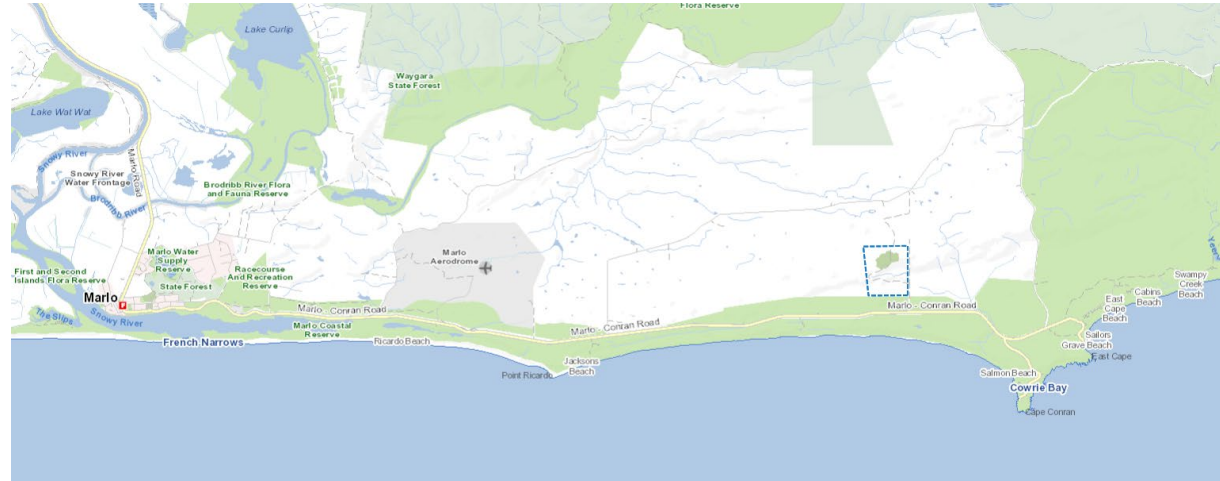 Flora Reserve
Lake Curlip
Waygara
State Forest
Lake Wat Wat
Snowy River
Marlo Road
Snowy River
Water Frontage
Brodribb River
Brodribb River Flora
and Fauna Reserve
Marlo Water
Supply
Reserve
State Forest
Racecourse
And Recreation
Reserve
Marlo
Aerodrome
First and Second
Islands Flora Reserve
Marlo
P
The Slips
Snowy River
French Narrows
Marlo - Conran Road
Marlo Coastal
Reserve
Ricardo Beach
Marlo - Conran Road
Point Ricardo
Jacksons
Beach
Marlo - Conran Road
Yeerung
Swampy
Creek
Beach
Cabins
Beach
East
Cape
Beach
Sailors
Grave Beach
East Cape
Salmon Beach
Cowrie Bay
Cape Conran